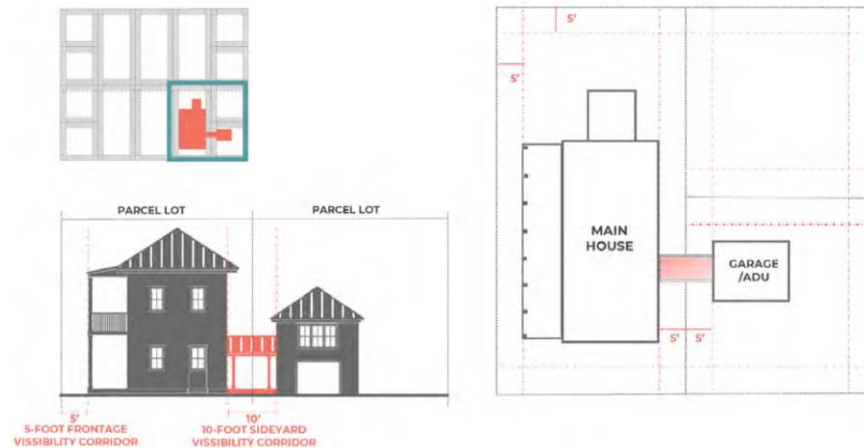 PARCEL LOT PARCEL LOT
5' 10'
5-FOOT FRONTAGE 10-FOOT SIDEYARD
VISSIBILITY CORRIDOR VISSIBILITY CORRIDOR
5'
5'
MAIN
HOUSE
GARAGE
/ADU
5' 5'